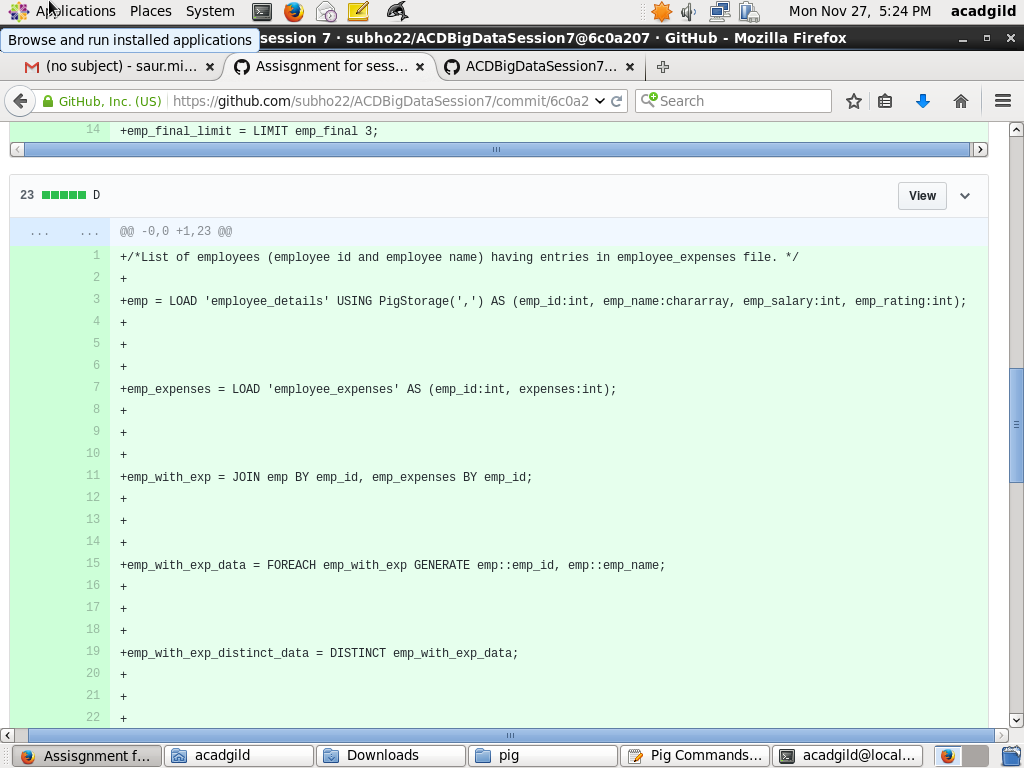 Applications Places System Mon Nov 27, 5:24 PM acadgild
Browse and run installed applications
session 7 · subho22/ACDBigDataSession7@6c0a207 · GitHub - Mozilla Firefox
(no subject) - saur.mi... × Assisgnment for sess... × ACDBigDataSession7... ×
GitHub, Inc. (US) https://github.com/subho22/ACDBigDataSession7/commit/6c0a2 Search
14 +emp_final_limit = LIMIT emp_final 3;
23 D View
... ... @@ -0,0 +1,23 @@
1 +/*List of employees (employee id and employee name) having entries in employee_expenses file. */
2 +
3 +emp = LOAD 'employee_details' USING PigStorage(',') AS (emp_id:int, emp_name:chararray, emp_salary:int, emp_rating:int);
4 +
5 +
6 +
7 +emp_expenses = LOAD 'employee_expenses' AS (emp_id:int, expenses:int);
8 +
9 +
10 +
11 +emp_with_exp = JOIN emp BY emp_id, emp_expenses BY emp_id;
12 +
13 +
14 +
15 +emp_with_exp_data = FOREACH emp_with_exp GENERATE emp::emp_id, emp::emp_name;
16 +
17 +
18 +
19 +emp_with_exp_distinct_data = DISTINCT emp_with_exp_data;
20 +
21 +
22 +
Assisgnment f... acadgild Downloads pig Pig Commands... acadgild@local...